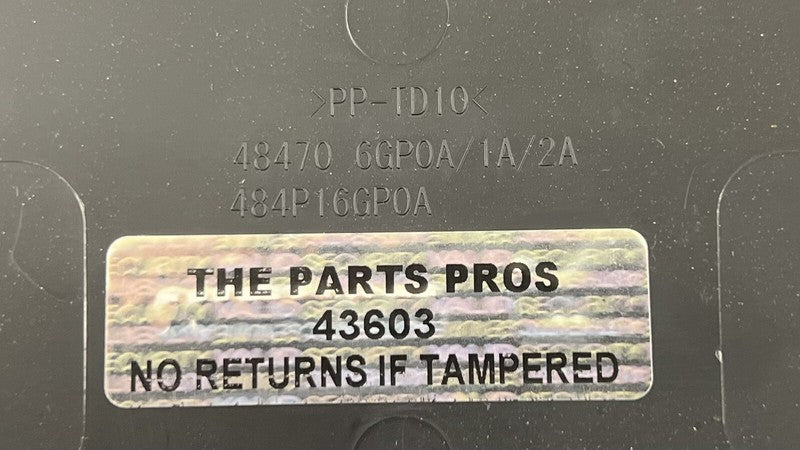 >PP-TD10<
48470 6GP0A/1A/2A
484P16GP0A
THE PARTS PROS
43603
NO RETURNS IF TAMPERED